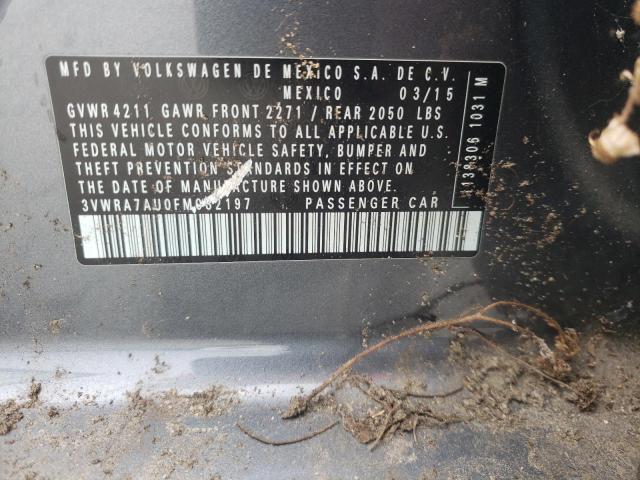 MFD BY VOLKSWAGEN DE MEXICO S.A. DE C.V.
MEXICO 03/15
GVWR 4211 GAWR FRONT 2271 / REAR 2050 LBS
THIS VEHICLE CONFORMS TO ALL APPLICABLE U.S.
FEDERAL MOTOR VEHICLE SAFETY, BUMPER AND
THEFT PREVENTION STANDARDS IN EFFECT ON
THE DATE OF MANUFACTURE SHOWN ABOVE.
3VWRA7AU0FM082197 PASSENGER CAR
1138306 1031 M